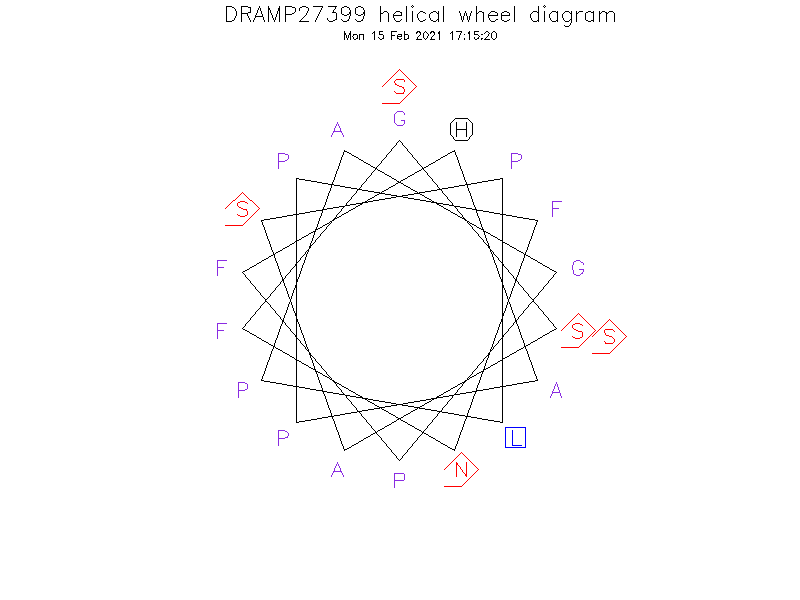 DRAMP27399 helical wheel diagram
Mon 15 Feb 2021 17:15:20
S
G
A H
P P
S F
F G
F S S
P A
P L
A N
P